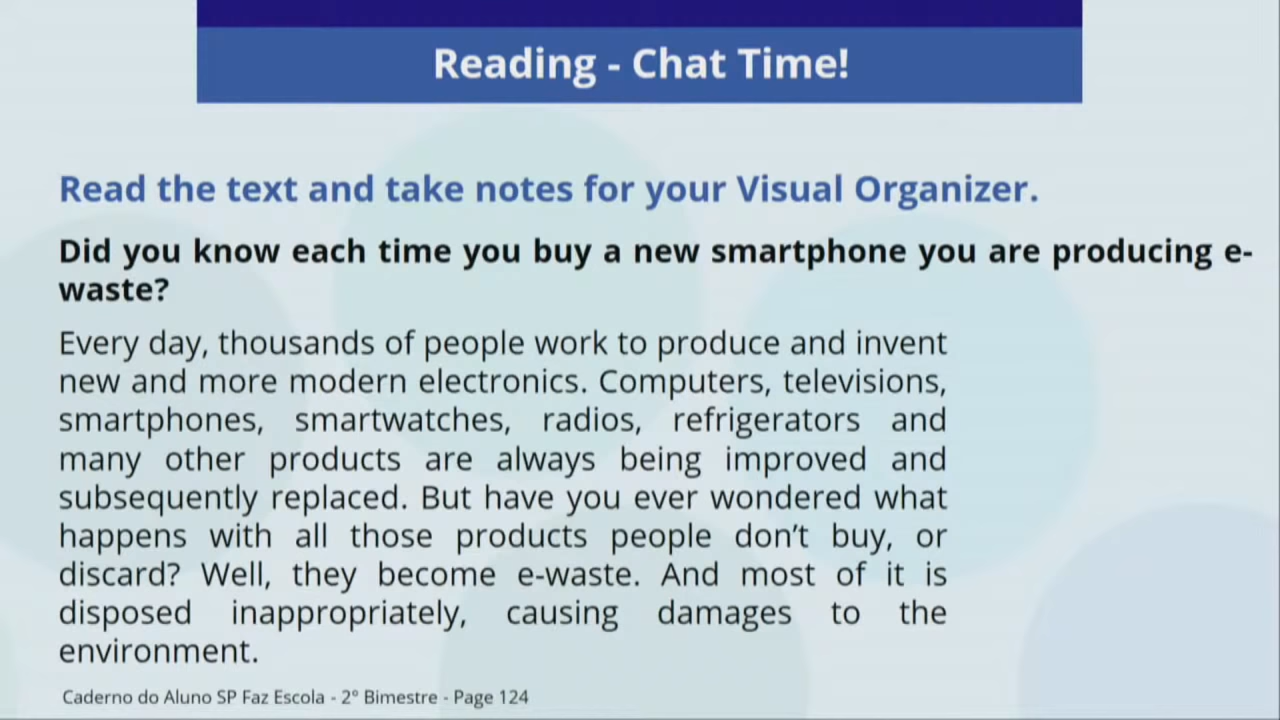 Reading - Chat Time!
Read the text and take notes for your Visual Organizer.
Did you know each time you buy a new smartphone you are producing e-
waste?
Every day, thousands of people work to produce and invent
new and more modern electronics. Computers, televisions,
smartphones, smartwatches, radios, refrigerators and
many other products are always being improved and
subsequently replaced. But have you ever wondered what
happens with all those products people don’t buy, or
discard? Well, they become e-waste. And most of it is
disposed inappropriately, causing damages to the
environment.
Caderno do Aluno SP Faz Escola - 2° Bimestre - Page 124